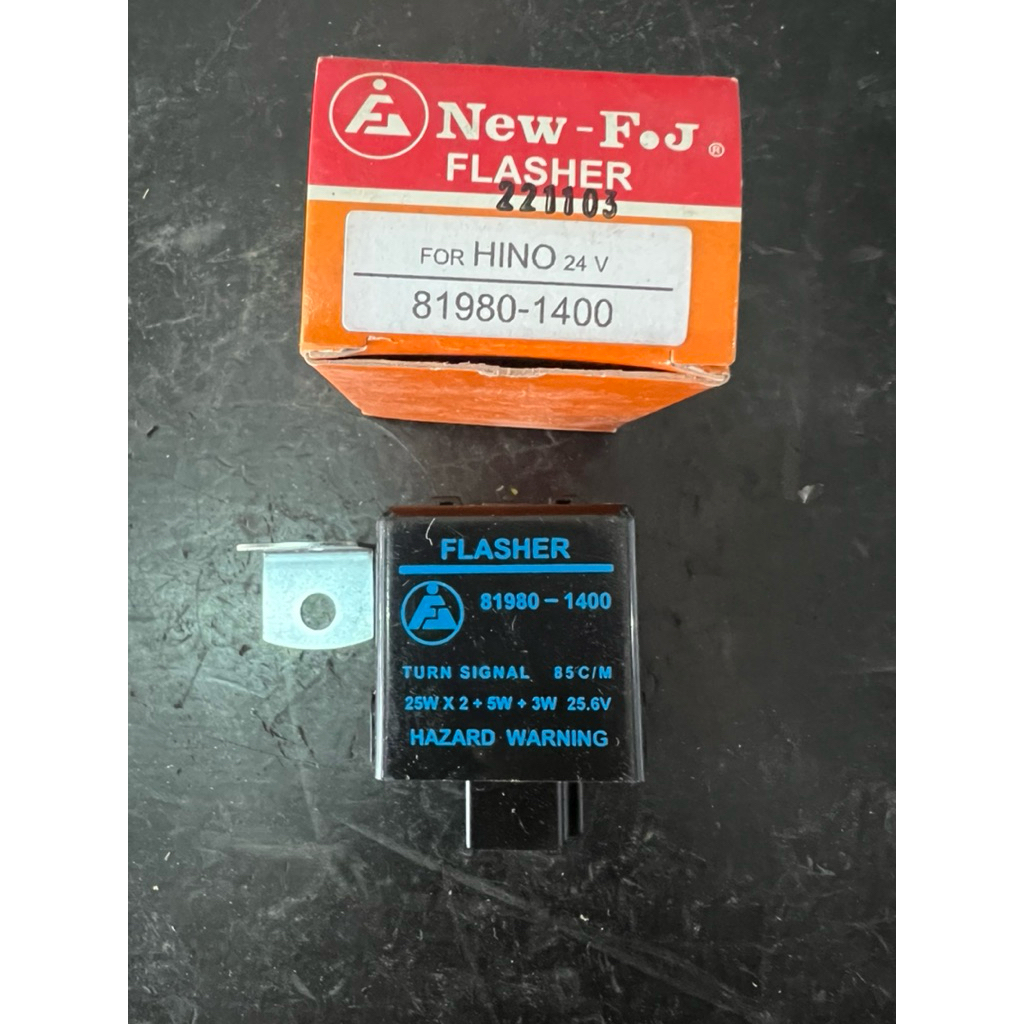 New-F.J ®
FLASHER
221103
FOR HINO 24 V
81980-1400
FLASHER
81980-1400
TURN SIGNAL 85C/M
25W X 2 + 5W + 3W 25.6V
HAZARD WARNING